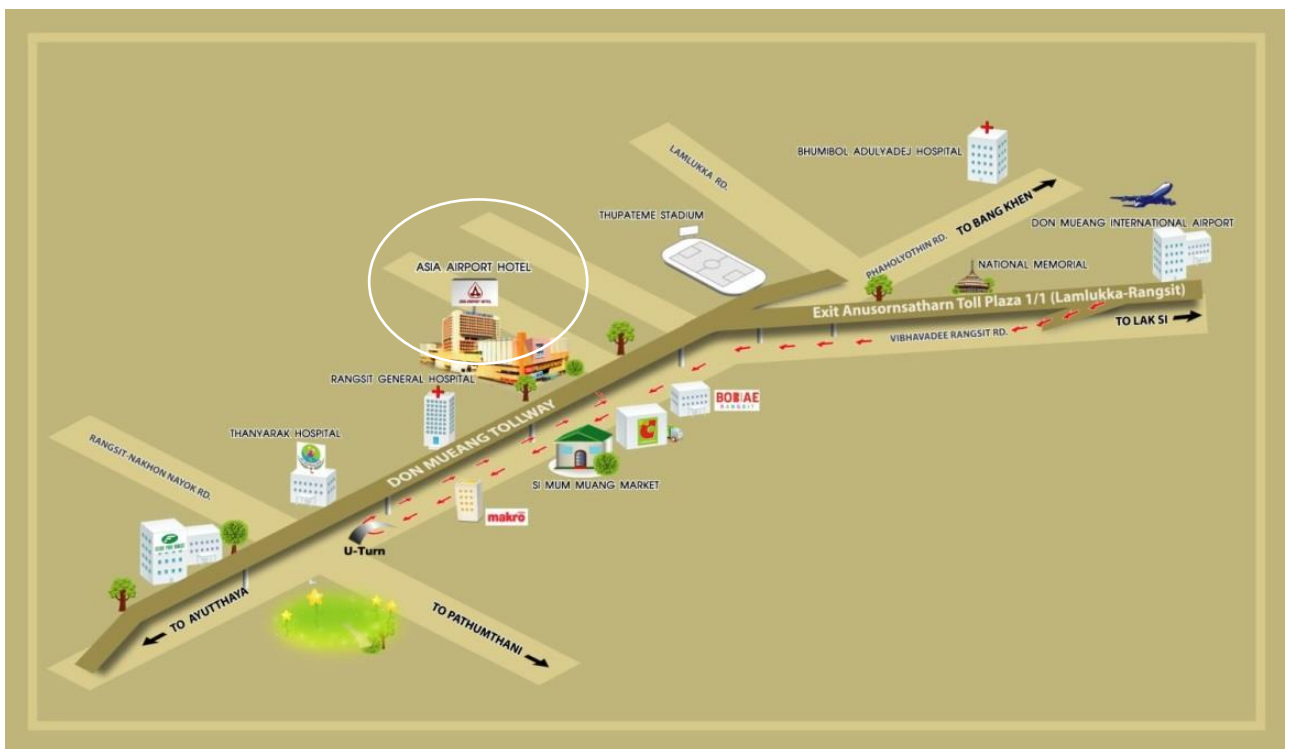 BHUMIBOL ADULYADEJ HOSPITAL
LAMLUKKA RD.
TO BANG KHEN
PHAHOLYOTHIN RD.
DON MUEANG INTERNATIONAL AIRPORT
THUPATEME STADIUM
NATIONAL MEMORIAL
ASIA AIRPORT HOTEL
ASIA AIRPORT HOTEL
Exit Anusornsatharn Toll Plaza 1/1 (Lamlukka-Rangsit)
TO LAK SI
VIBHAVADEE RANGSIT RD.
RANGSIT GENERAL HOSPITAL
BOBAE
RANGSIT
DON MUEANG TOLLWAY
THANYARAK HOSPITAL
RANGSIT-NAKHON NAYOK RD.
SI MUM MUANG MARKET
makro
U-Turn
TO AYUTTHAYA
TO PATHUMTHANI